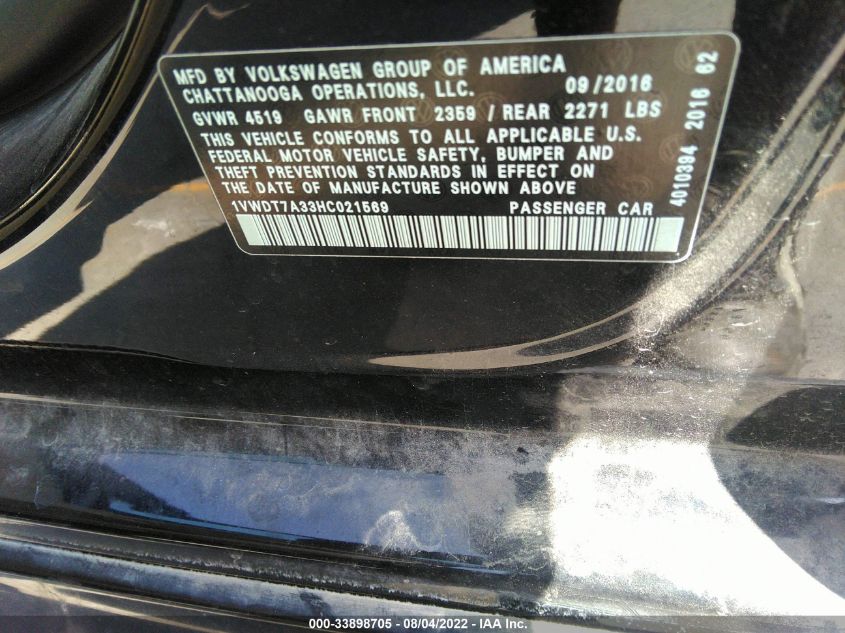 MFD BY VOLKSWAGEN GROUP OF AMERICA
CHATTANOOGA OPERATIONS, LLC. 09/2016
GVWR 4519 GAWR FRONT 2359 / REAR 2271 LBS
THIS VEHICLE CONFORMS TO ALL APPLICABLE U.S.
FEDERAL MOTOR VEHICLE SAFETY, BUMPER AND
THEFT PREVENTION STANDARDS IN EFFECT ON
THE DATE OF MANUFACTURE SHOWN ABOVE
1VWDT7A33HC021569 PASSENGER CAR
4010394 2016 62
000-33898705 - 08/04/2022 - IAA Inc.